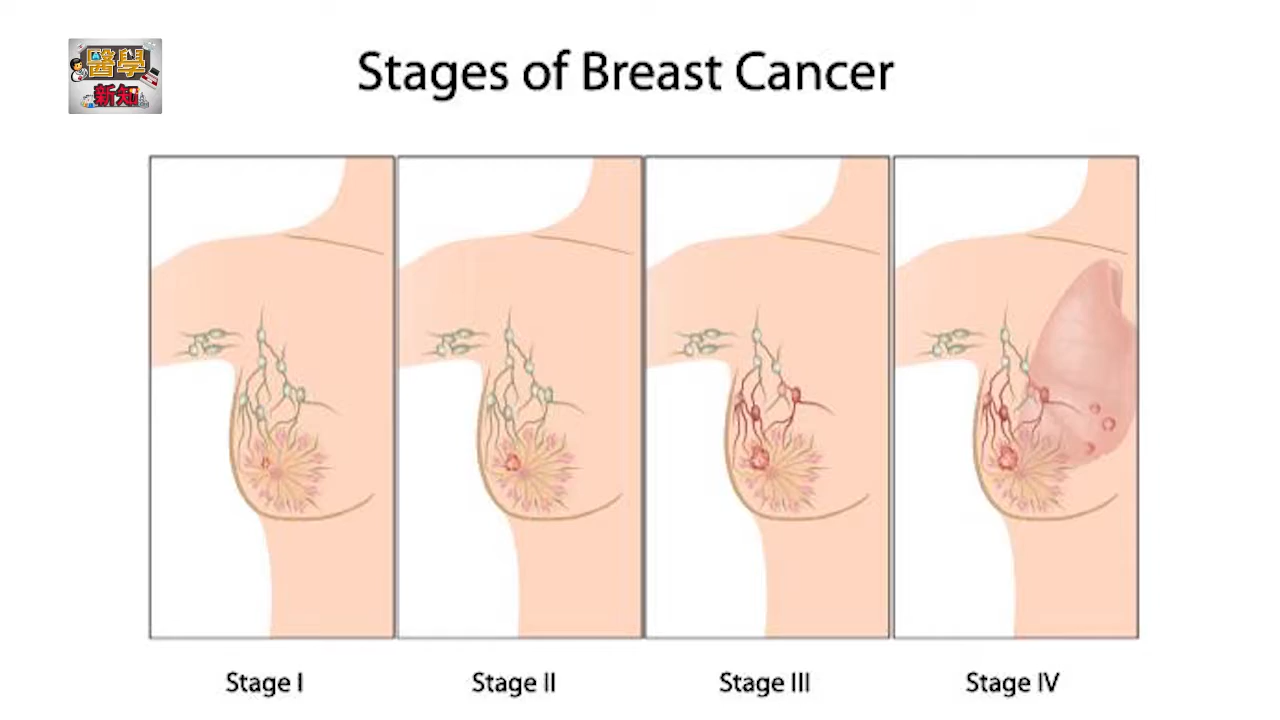 醫學
新知
Stages of Breast Cancer
Stage I
Stage II
Stage III
Stage IV